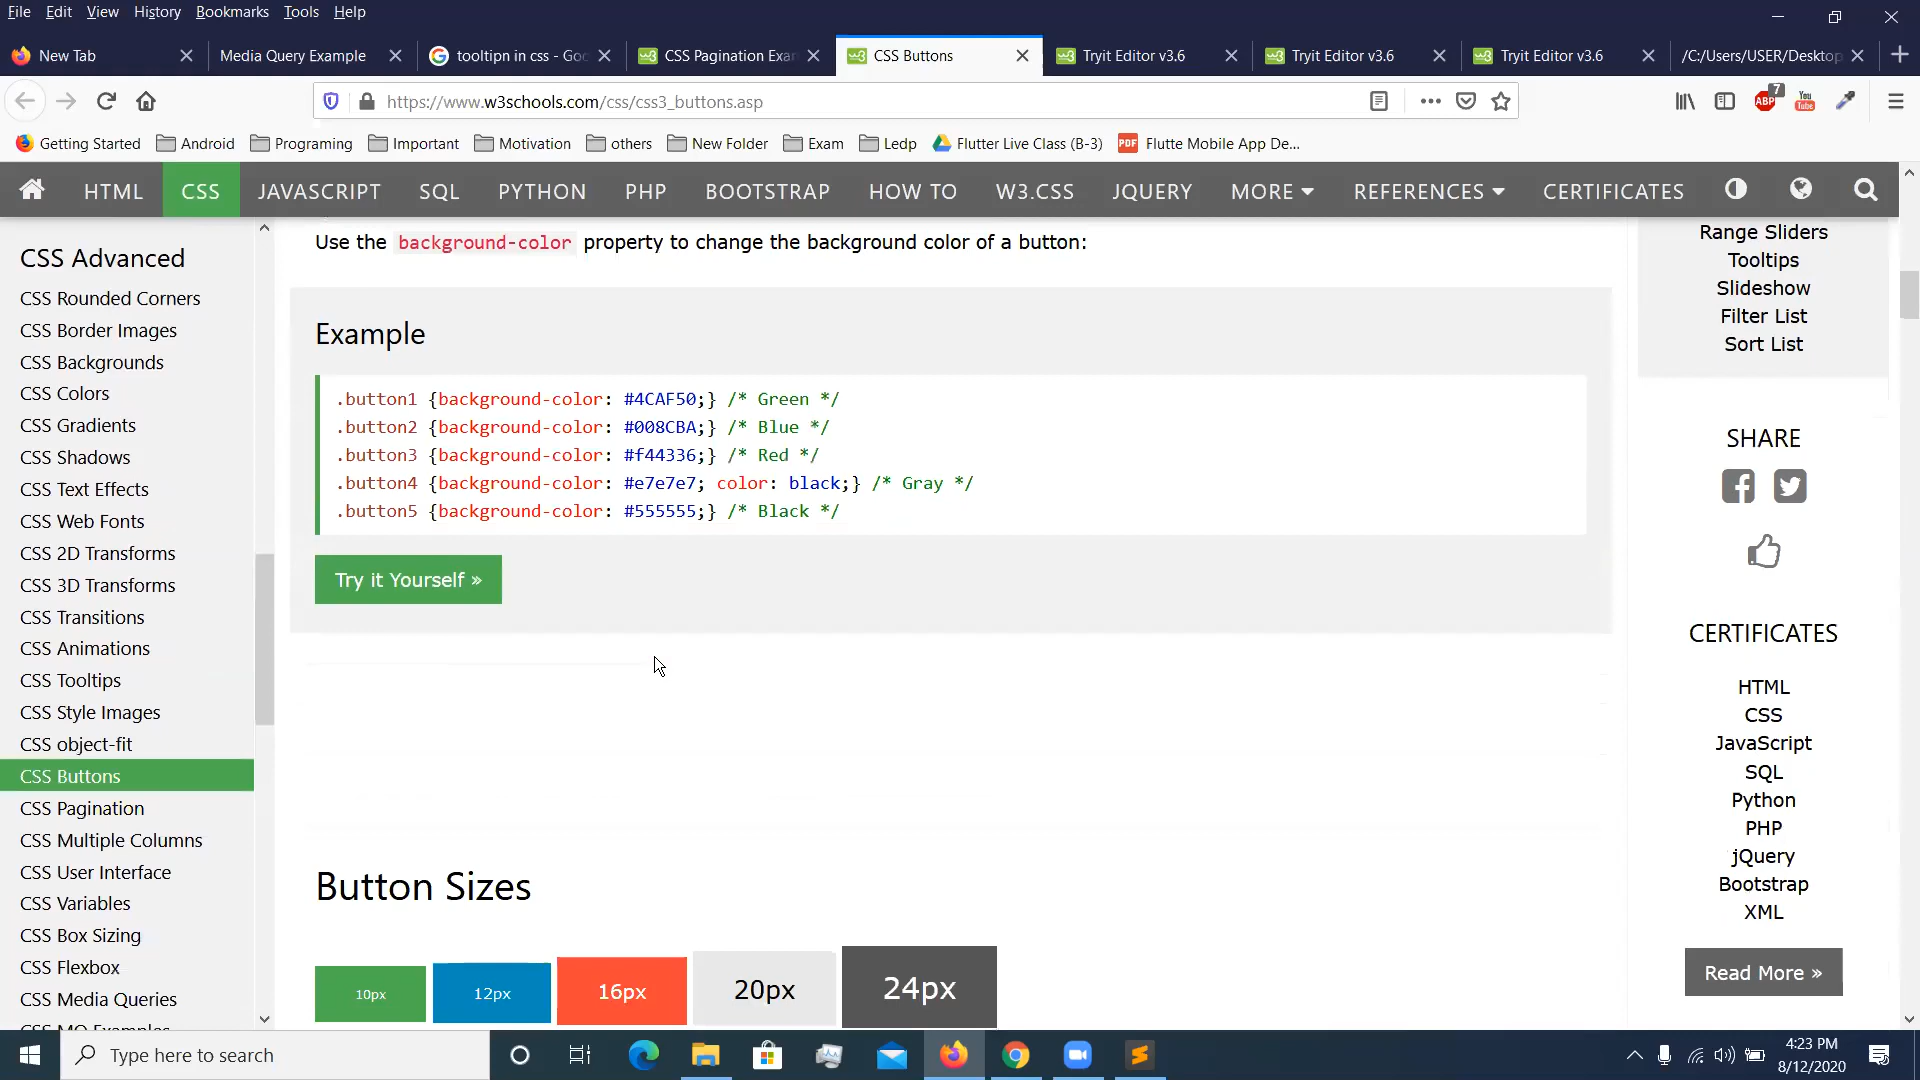 File Edit View History Bookmarks Tools Help
New Tab
Media Query Example
tooltipn in css - Goo
CSS Pagination Exa
CSS Buttons
Tryit Editor v3.6
Tryit Editor v3.6
Tryit Editor v3.6
/C:/Users/USER/Desktop
https://www.w3schools.com/css/css3_buttons.asp
ABP
7
You Tube
Getting Started
Android
Programing
Important
Motivation
others
New Folder
Exam
Ledp
Flutter Live Class (B-3)
PDF
Flutte Mobile App De...
HTML
CSS
JAVASCRIPT
SQL
PYTHON
PHP
BOOTSTRAP
HOW TO
W3.CSS
JQUERY
MORE
REFERENCES
CERTIFICATES
CSS Advanced
CSS Rounded Corners
CSS Border Images
CSS Backgrounds
CSS Colors
CSS Gradients
CSS Shadows
CSS Text Effects
CSS Web Fonts
CSS 2D Transforms
CSS 3D Transforms
CSS Transitions
CSS Animations
CSS Tooltips
CSS Style Images
CSS object-fit
CSS Buttons
CSS Pagination
CSS Multiple Columns
CSS User Interface
CSS Variables
CSS Box Sizing
CSS Flexbox
CSS Media Queries
CSS MQ Examples
Use the background-color property to change the background color of a button:
Example
.button1 {background-color: #4CAF50;} /* Green */
.button2 {background-color: #008CBA;} /* Blue */
.button3 {background-color: #f44336;} /* Red */
.button4 {background-color: #e7e7e7; color: black;} /* Gray */
.button5 {background-color: #555555;} /* Black */
Try it Yourself »
Button Sizes
10px
12px
16px
20px
24px
Range Sliders
Tooltips
Slideshow
Filter List
Sort List
SHARE
CERTIFICATES
HTML
CSS
JavaScript
SQL
Python
PHP
jQuery
Bootstrap
XML
Read More »
Type here to search
4:23 PM
8/12/2020